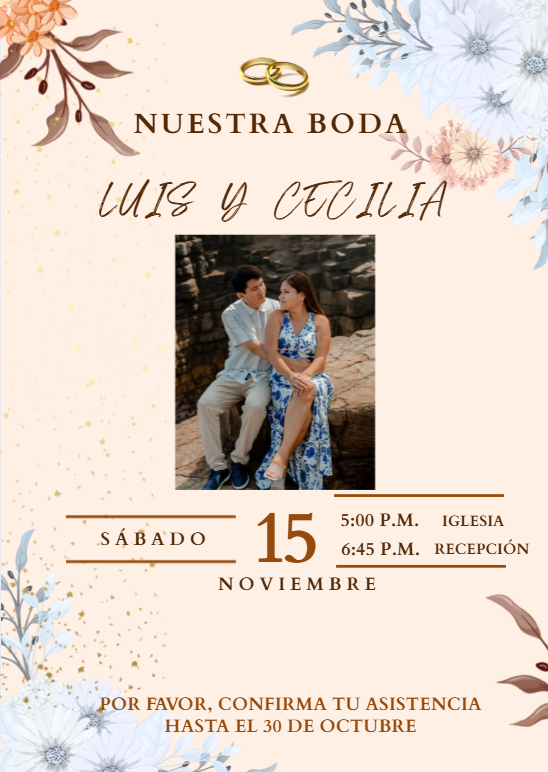 NUESTRA BODA
LUIS Y CECILIA
SÁBADO
15
5:00 P.M. IGLESIA
6:45 P.M. RECEPCIÓN
NOVIEMBRE
POR FAVOR, CONFIRMA TU ASISTENCIA
HASTA EL 30 DE OCTUBRE